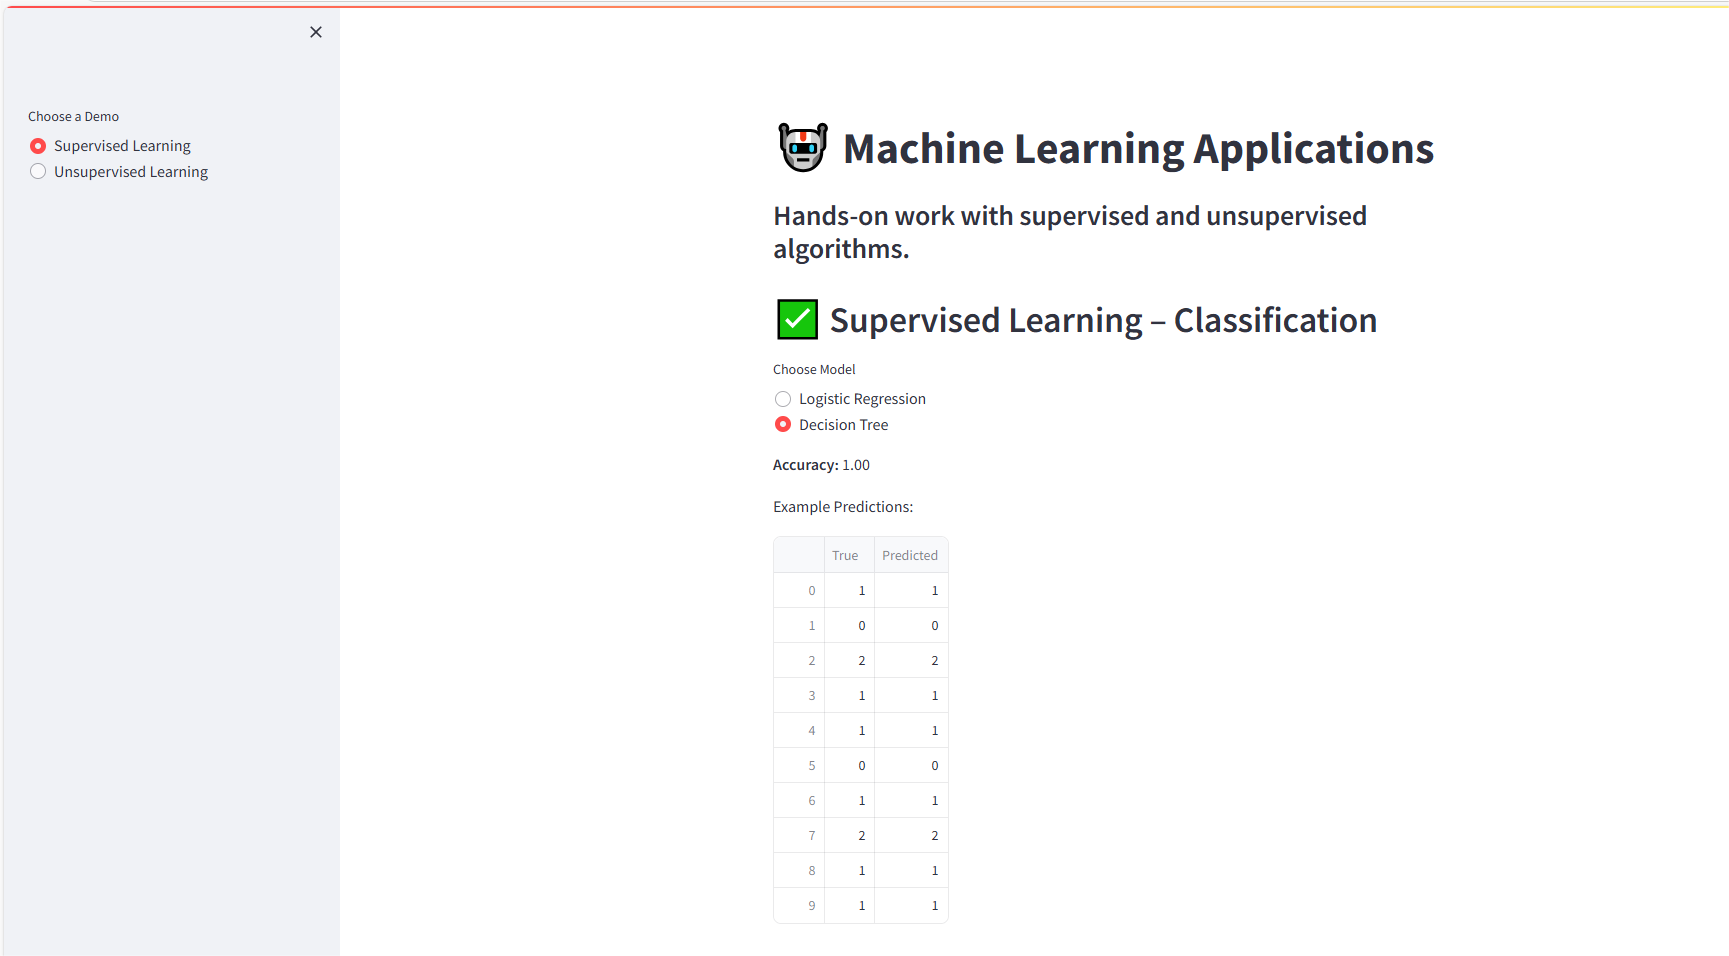 Choose a Demo
Supervised Learning
Unsupervised Learning
Machine Learning Applications
Hands-on work with supervised and unsupervised
algorithms.
Supervised Learning – Classification
Choose Model
Logistic Regression
Decision Tree
Accuracy: 1.00
Example Predictions:
True Predicted
0 1 1
1 0 0
2 2 2
3 1 1
4 1 1
5 0 0
6 1 1
7 2 2
8 1 1
9 1 1